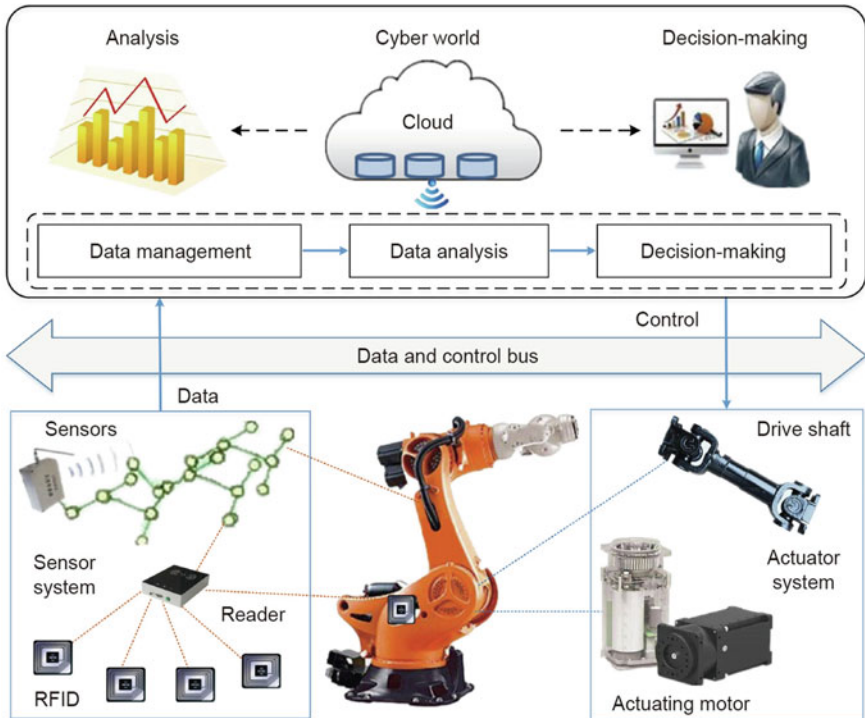 Analysis
Cyber world
Decision-making
Cloud
Data management
Data analysis
Decision-making
Control
Data and control bus
Data
Sensors
Drive shaft
Sensor
system
Reader
Actuator
system
RFID
Actuating motor